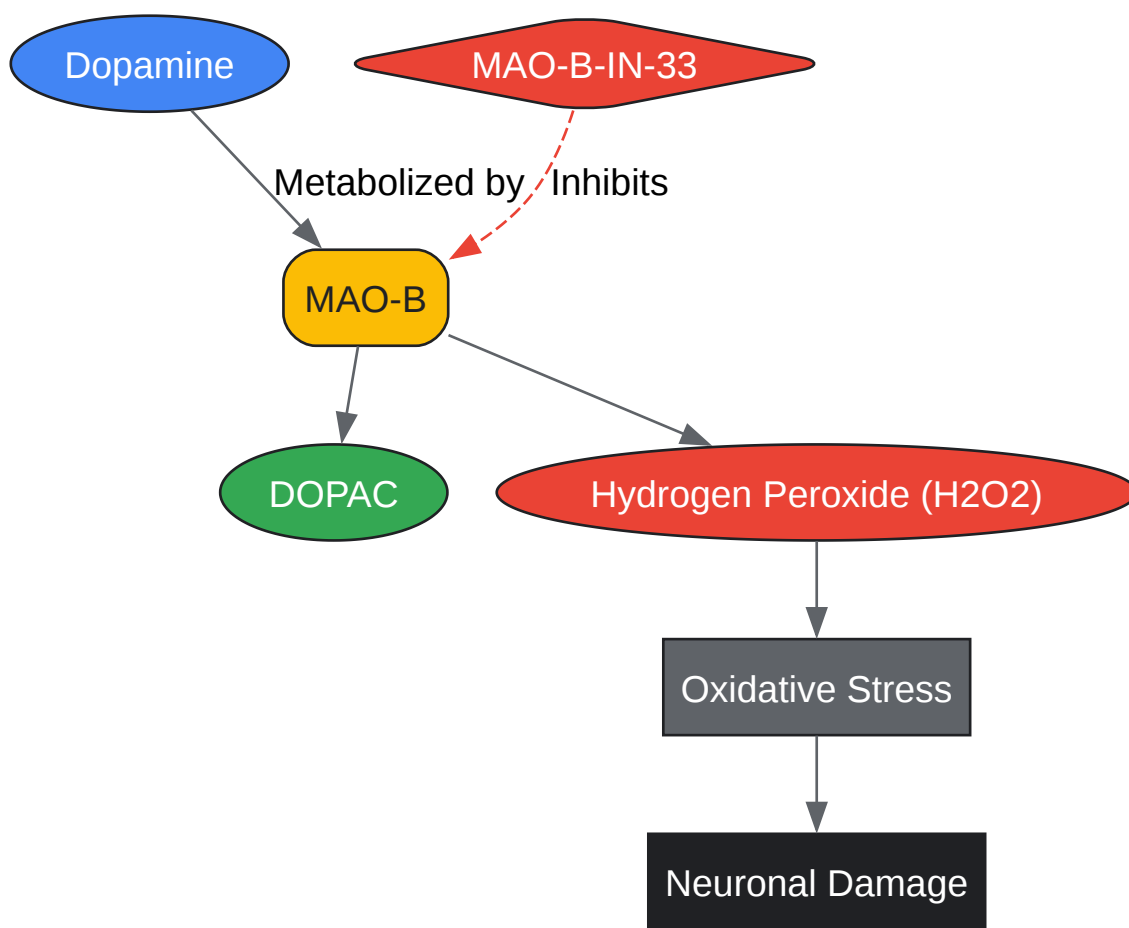 Dopamine
MAO-B-IN-33
Metabolized by
Inhibits
MAO-B
DOPAC
Hydrogen Peroxide (H2O2)
Oxidative Stress
Neuronal Damage